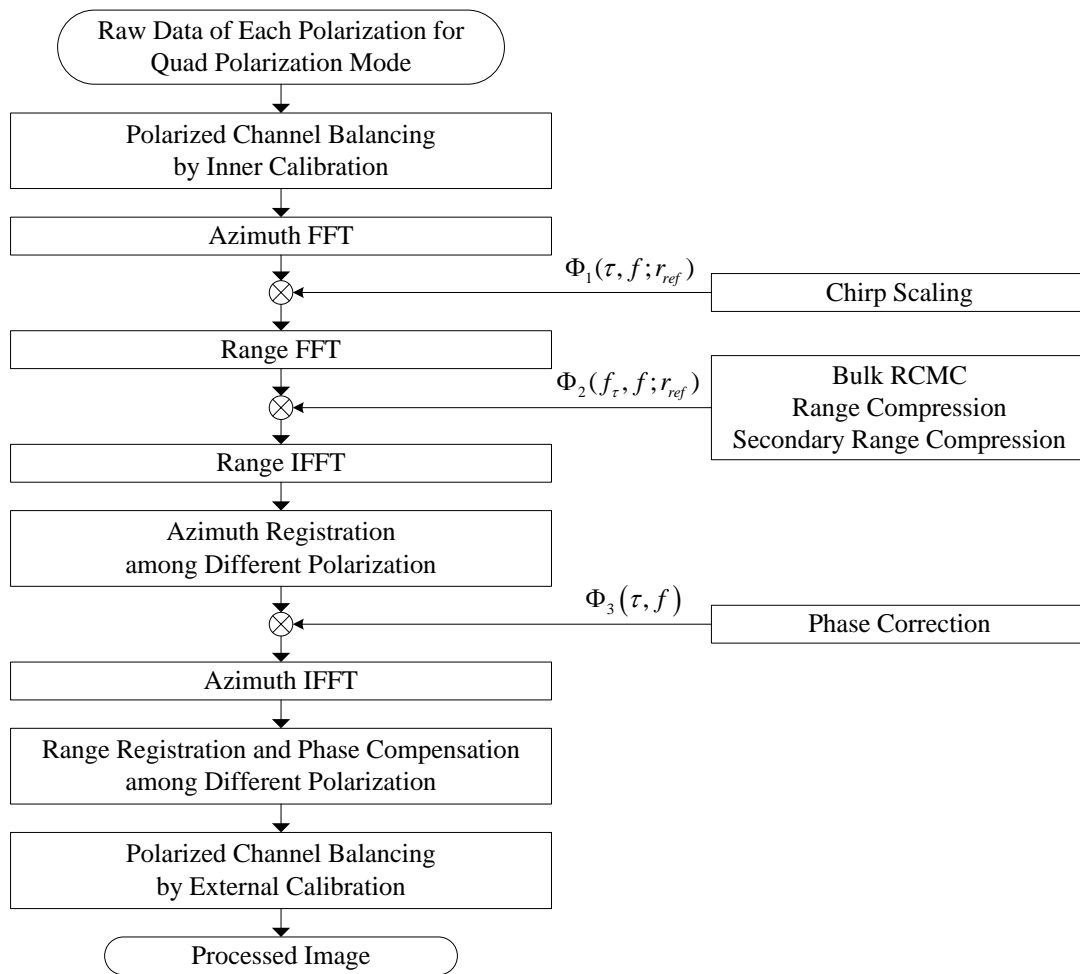 Raw Data of Each Polarization for
Quad Polarization Mode
Polarized Channel Balancing
by Inner Calibration
Azimuth FFT
Φ₁(τ, f; r_ref)
Chirp Scaling
Range FFT
Φ₂(f_τ, f; r_ref)
Bulk RCMC
Range Compression
Secondary Range Compression
Range IFFT
Azimuth Registration
among Different Polarization
Φ₃(τ, f)
Phase Correction
Azimuth IFFT
Range Registration and Phase Compensation
among Different Polarization
Polarized Channel Balancing
by External Calibration
Processed Image